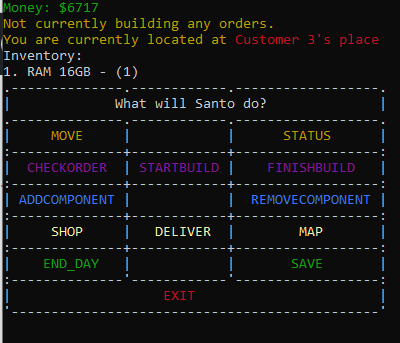 Money: $6717
Not currently building any orders.
You are currently located at Customer 3's place
Inventory:
1. RAM 16GB - (1)
What will Santo do?
MOVE STATUS
CHECKORDER STARTBUILD FINISHBUILD
ADDCOMPONENT REMOVECOMPONENT
SHOP DELIVER MAP
END_DAY SAVE
EXIT